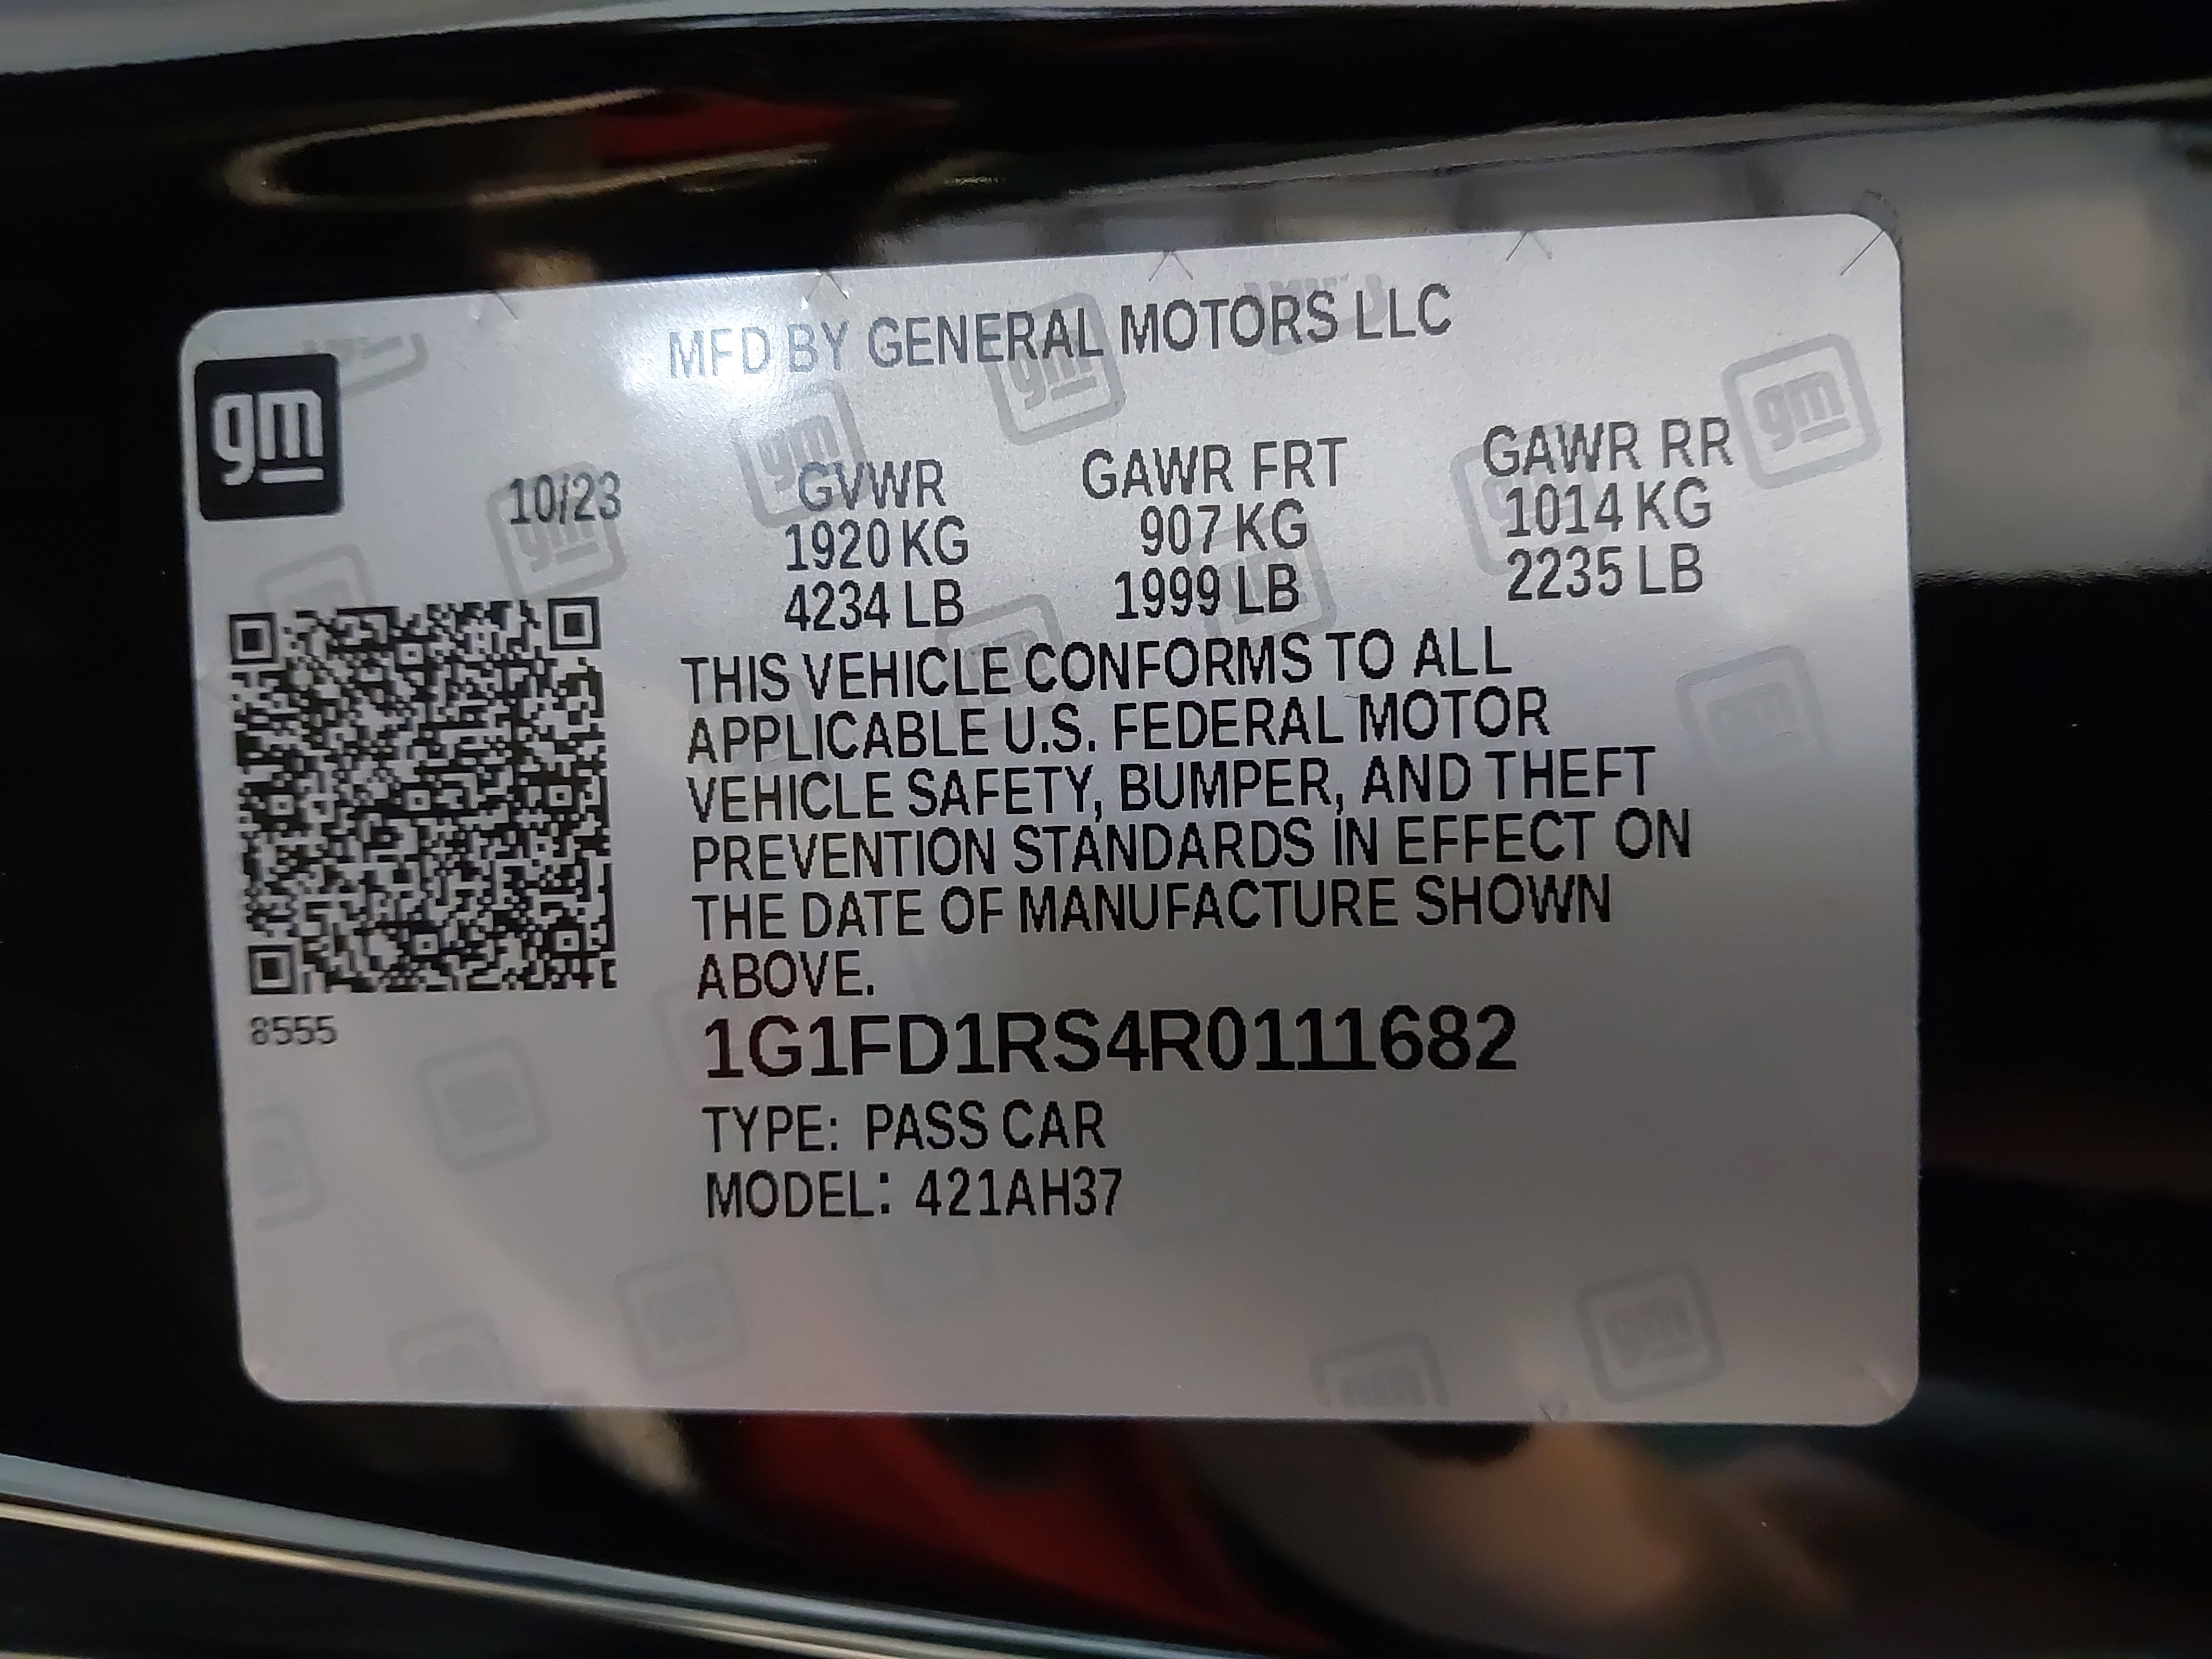 MFD BY GENERAL MOTORS LLC
gm
10/23
GVWR GAWR FRT GAWR RR
1920 KG 907 KG 1014 KG
4234 LB 1999 LB 2235 LB
THIS VEHICLE CONFORMS TO ALL
APPLICABLE U.S. FEDERAL MOTOR
VEHICLE SAFETY, BUMPER, AND THEFT
PREVENTION STANDARDS IN EFFECT ON
THE DATE OF MANUFACTURE SHOWN
ABOVE.
8555
1G1FD1RS4R0111682
TYPE: PASS CAR
MODEL: 421AH37